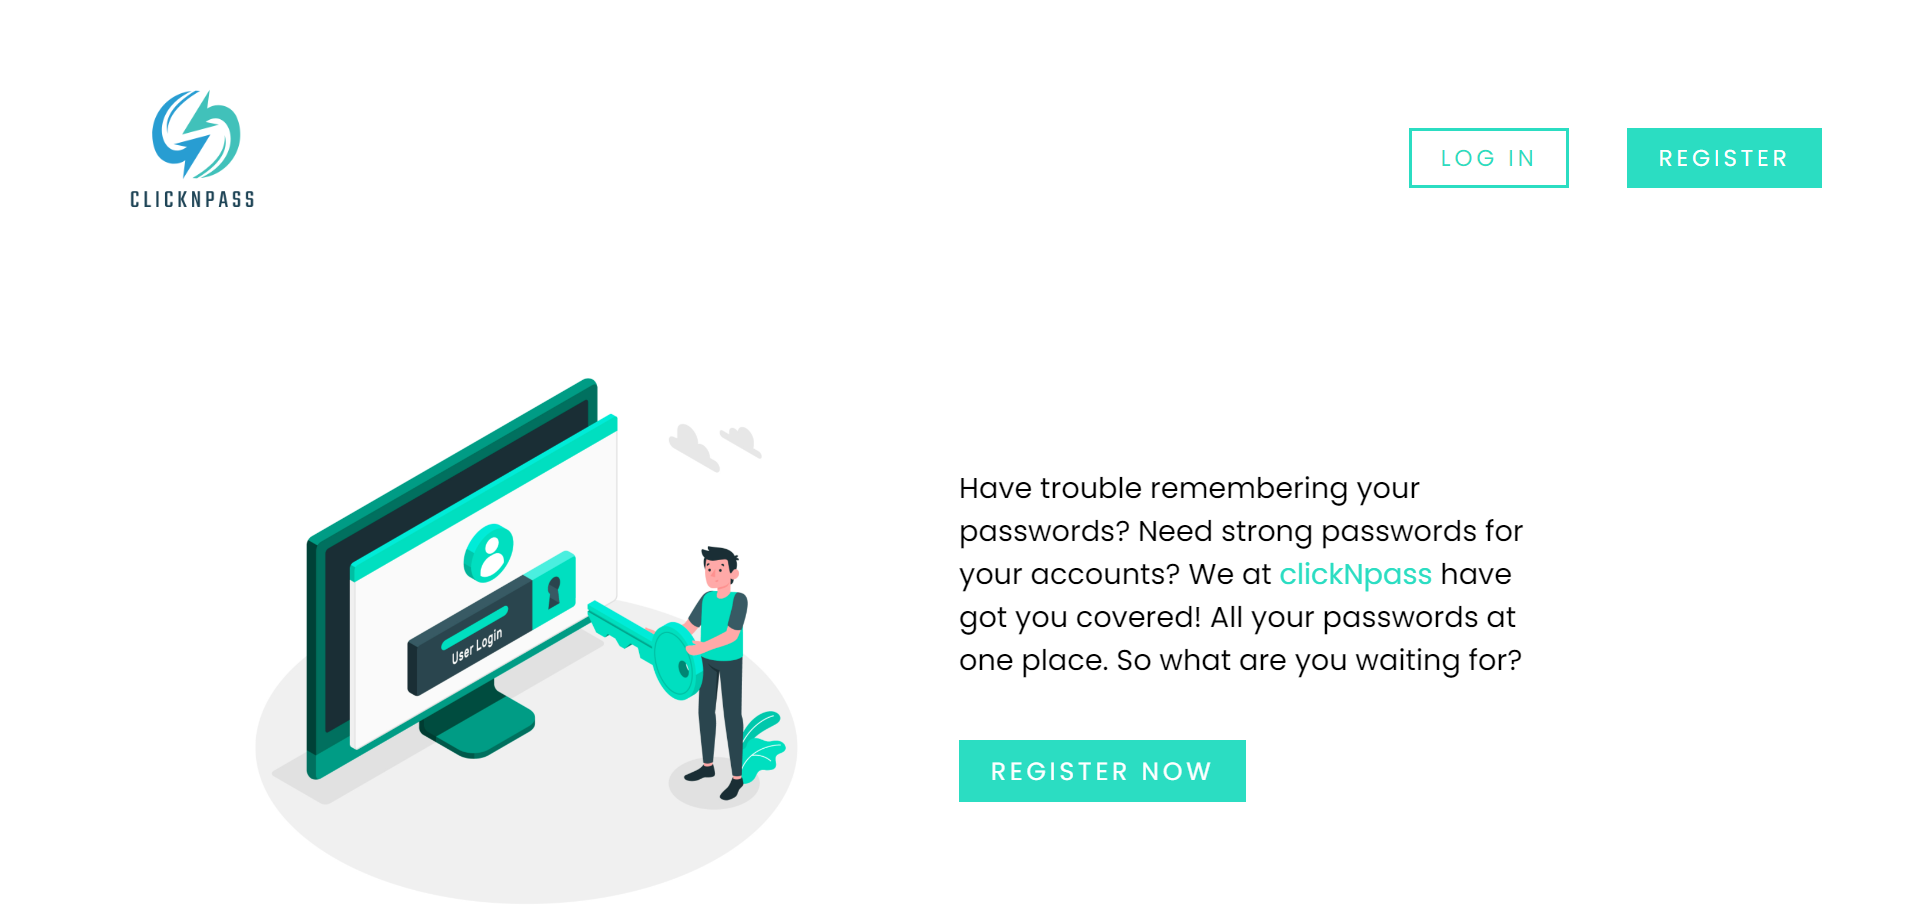 CLICKNPASS
LOG IN
REGISTER
User Login
Have trouble remembering your
passwords? Need strong passwords for
your accounts? We at clickNpass have
got you covered! All your passwords at
one place. So what are you waiting for?
REGISTER NOW